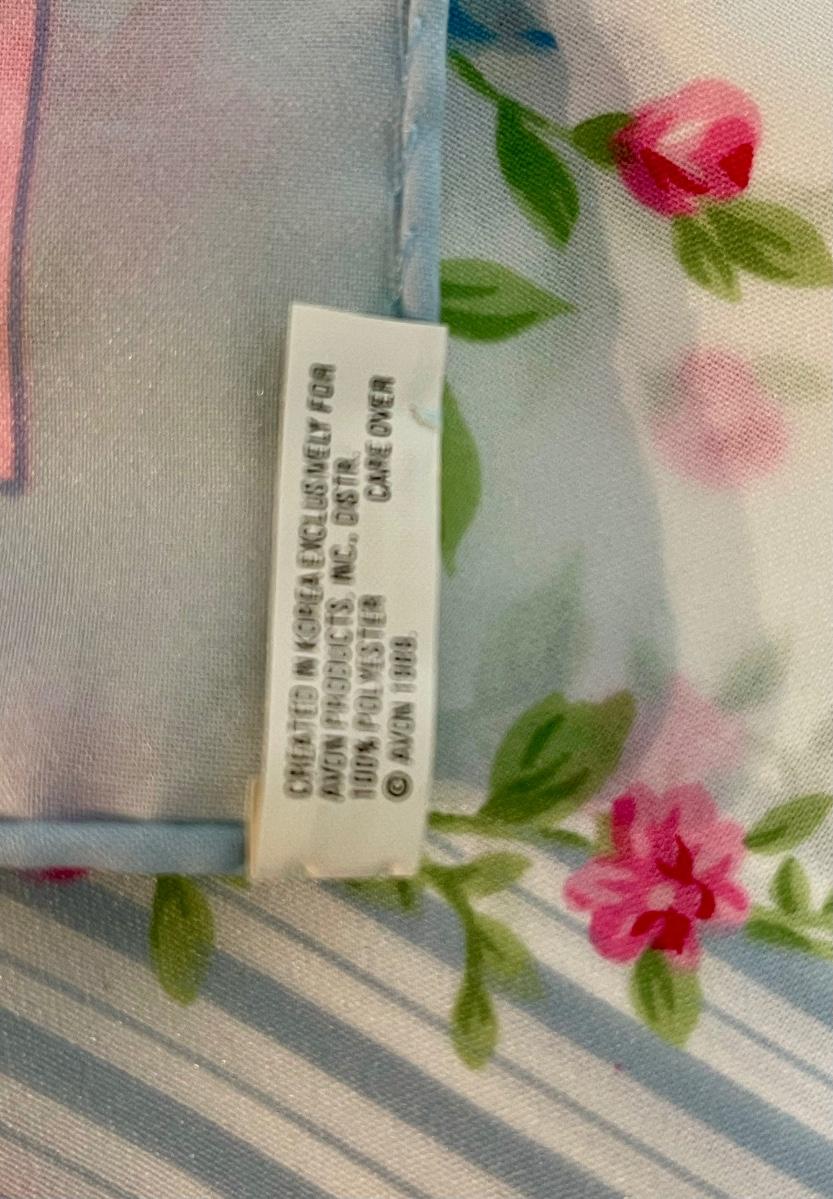 CREATED IN KOREA EXCLUSIVELY FOR
AVON PRODUCTS, INC., DISTR.
100% POLYESTER CARE OVER
© AVON 1988.